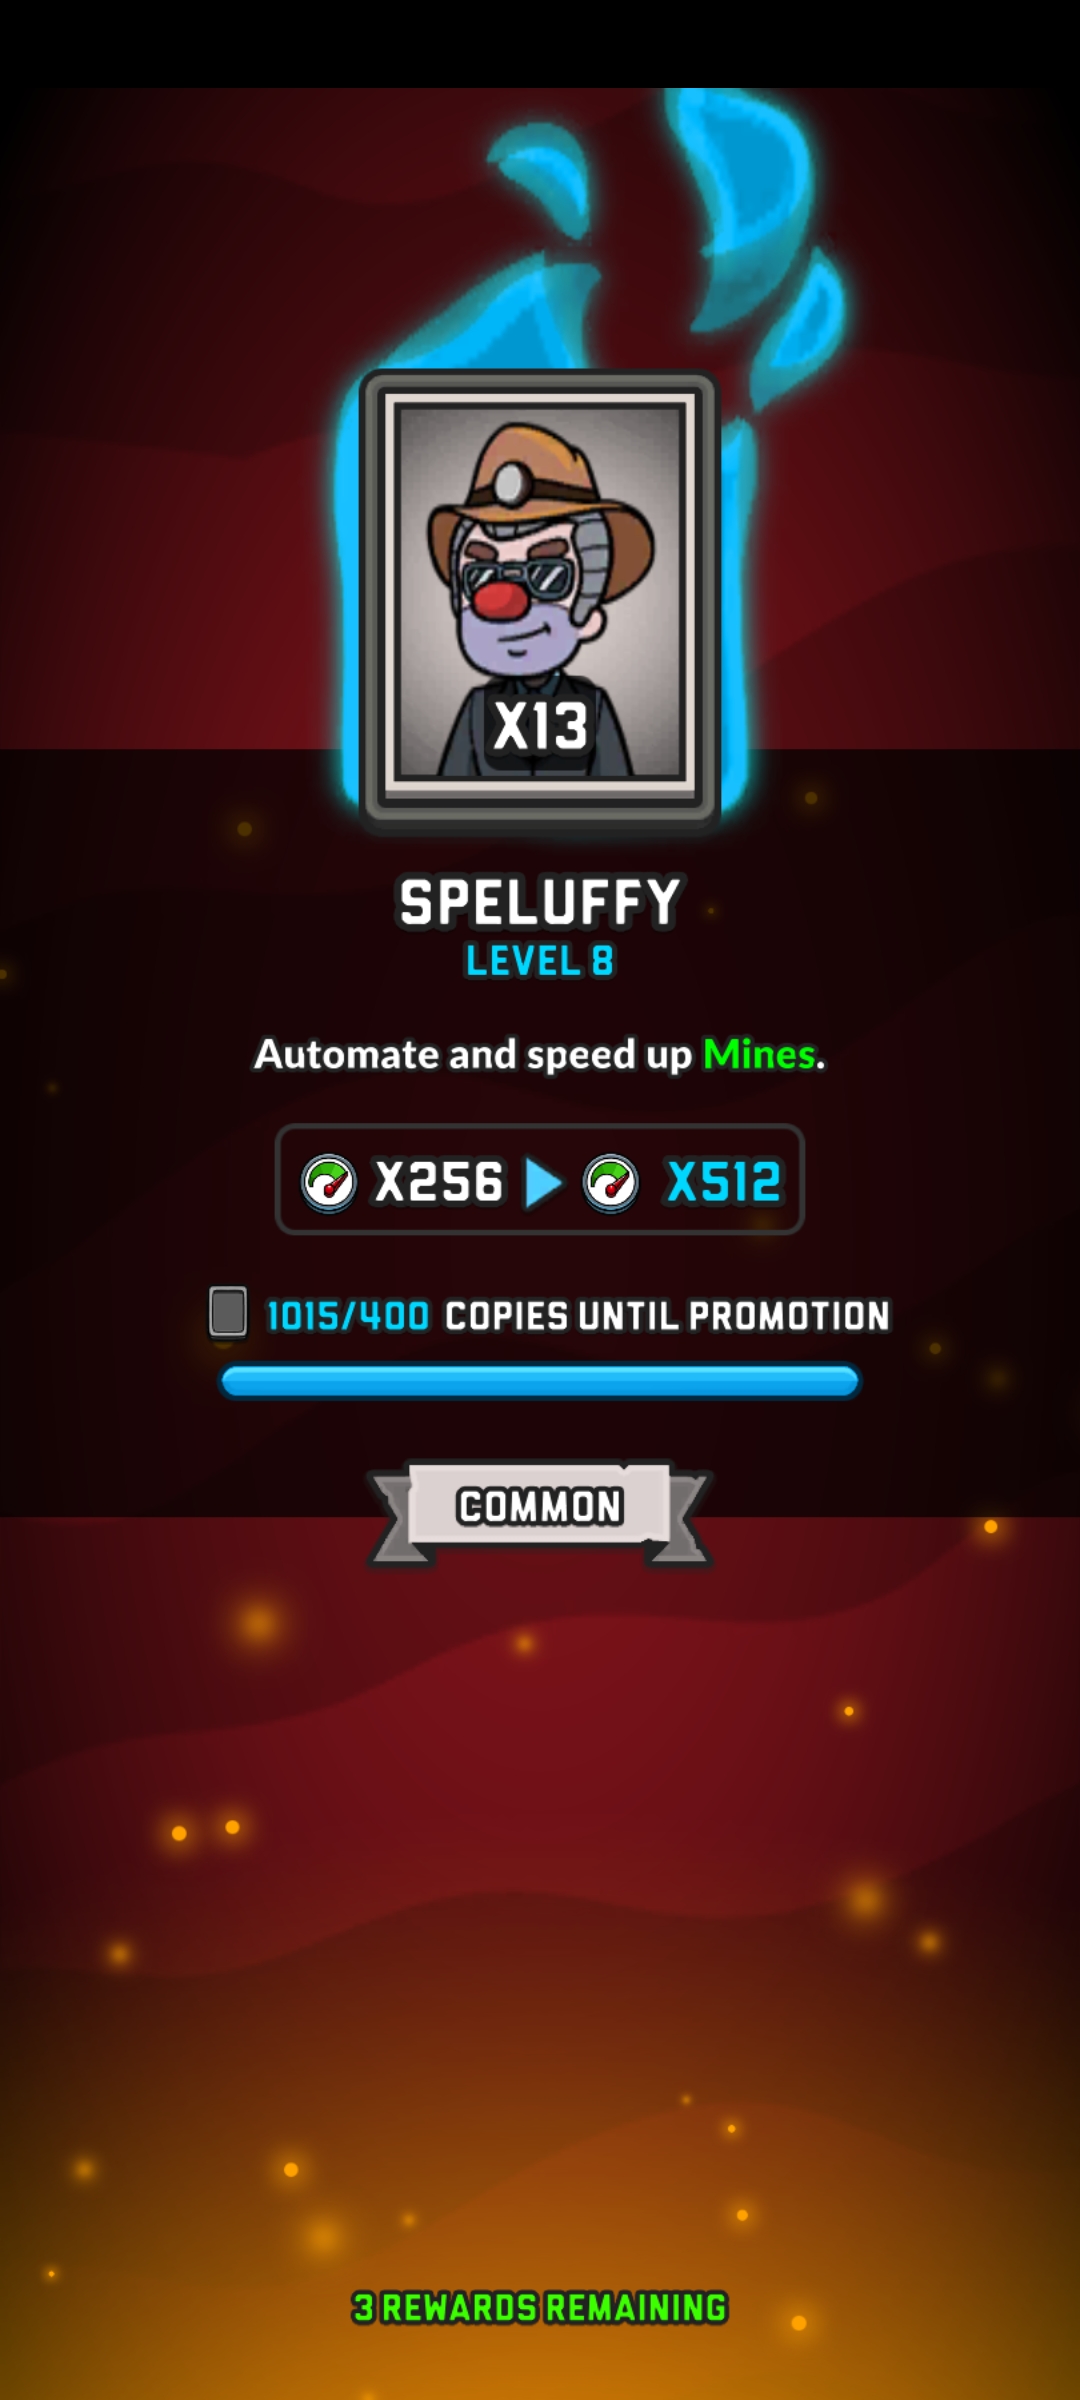 X13
SPELUFFY
LEVEL 8
Automate and speed up Mines.
X256 X512
1015/400 COPIES UNTIL PROMOTION
COMMON
3 REWARDS REMAINING